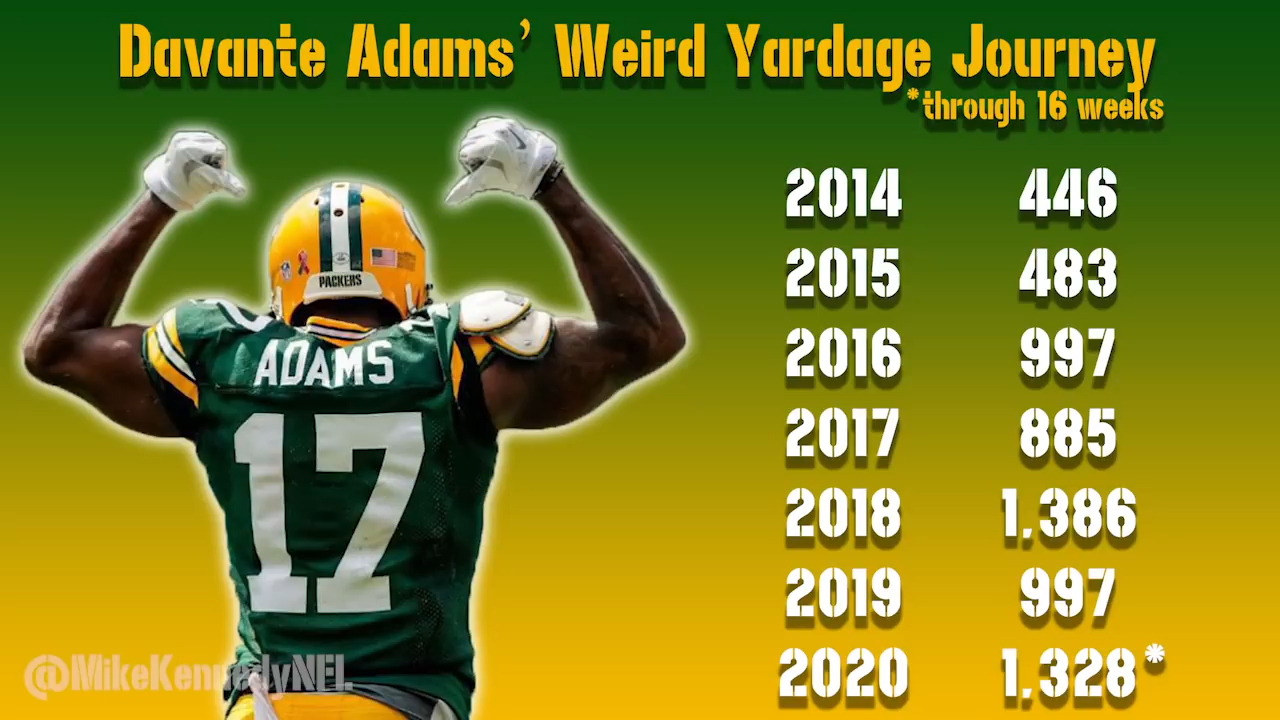 Davante Adams' Weird Yardage Journey
*through 16 weeks
2014 446
2015 483
2016 997
2017 885
2018 1,386
2019 997
2020 1,328*
PACKERS
ADAMS
17
@MikeKennedyNFL